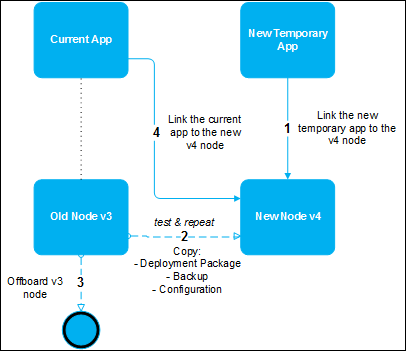 Current App
New Temporary
App
4
Link the current
app to the new
v4 node
1
Link the new
temporary app to the
v4 node
Old Node v3
test & repeat
2
Copy:
- Deployment Package
- Backup
- Configuration
New Node v4
Offboard v3
node
3